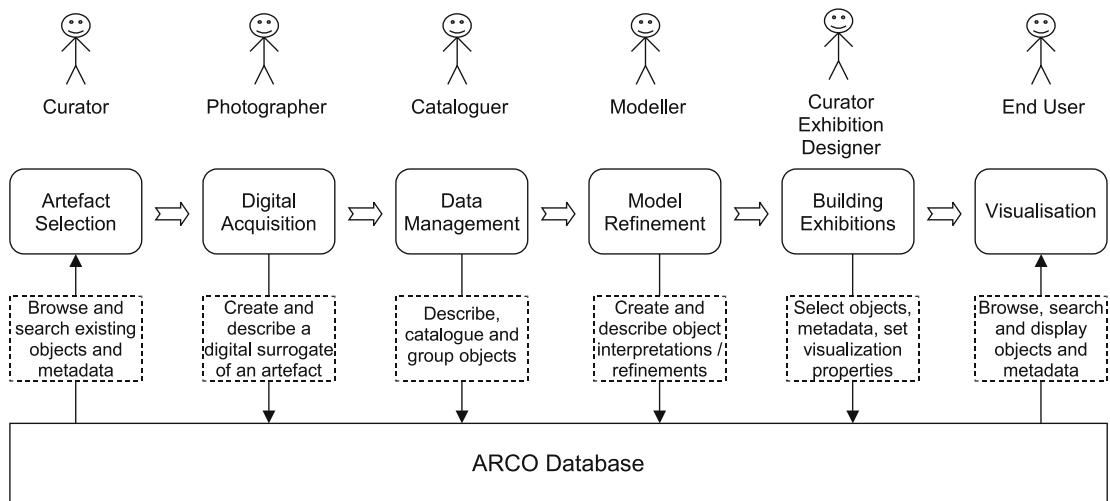 Curator
Photographer
Cataloguer
Modeller
Curator
Exhibition
Designer
End User
Artefact
Selection
Digital
Acquisition
Data
Management
Model
Refinement
Building
Exhibitions
Visualisation
Browse and
search existing
objects and
metadata
Create and
describe a
digital surrogate
of an artefact
Describe,
catalogue and
group objects
Create and
describe object
interpretations /
refinements
Select objects,
metadata, set
visualization
properties
Browse, search
and display
objects and
metadata
ARCO Database